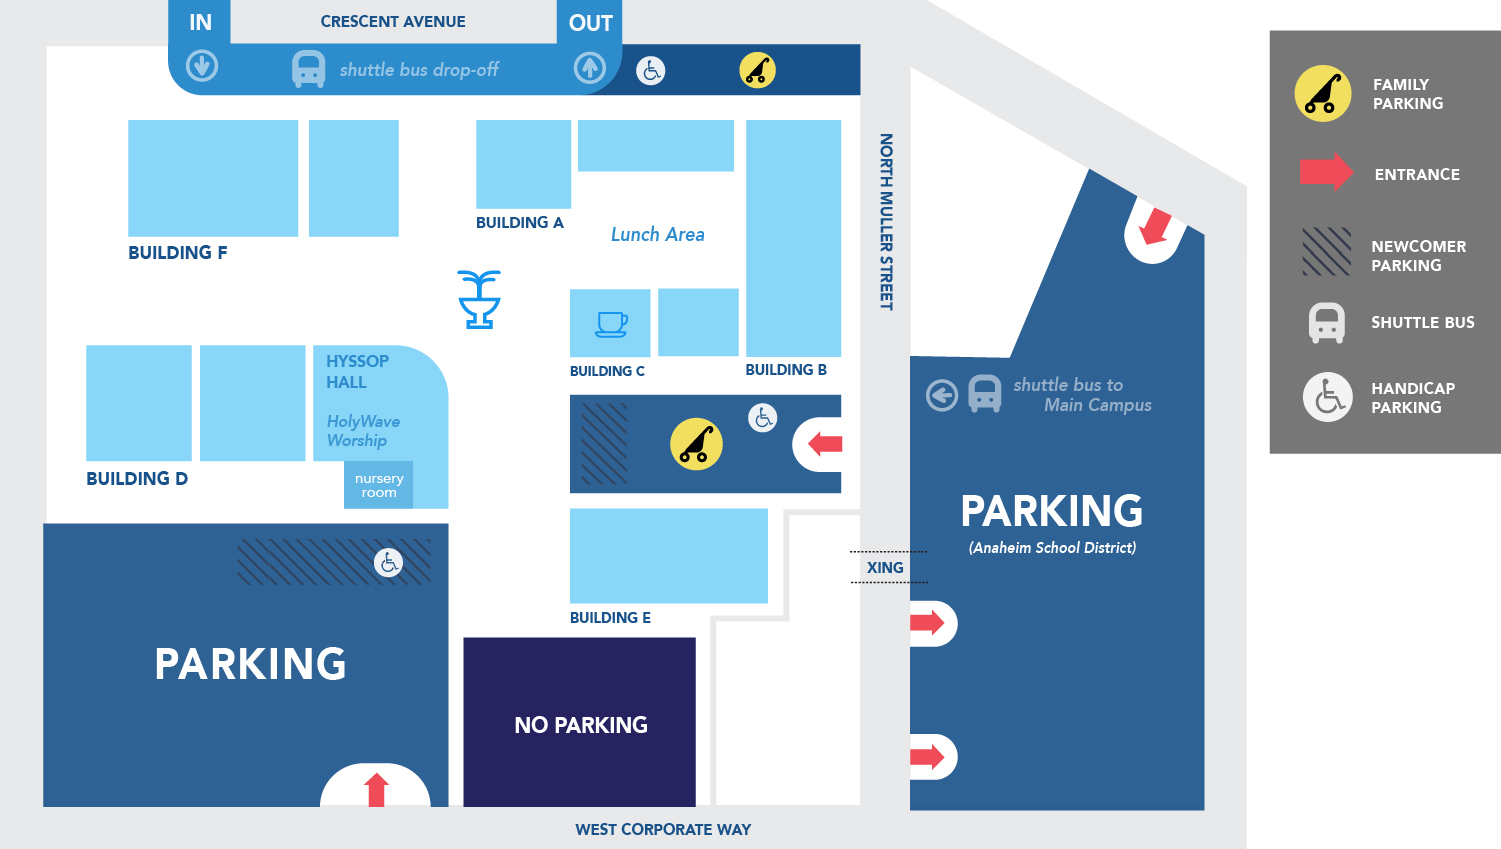 IN
CRESCENT AVENUE
OUT
shuttle bus drop-off
BUILDING F
BUILDING A
Lunch Area
NORTH MULLER STREET
BUILDING C
BUILDING B
HYSSOP
HALL
HolyWave
Worship
nursery
room
BUILDING D
shuttle bus to
Main Campus
PARKING
(Anaheim School District)
XING
BUILDING E
PARKING
NO PARKING
WEST CORPORATE WAY
FAMILY
PARKING
ENTRANCE
NEWCOMER
PARKING
SHUTTLE BUS
HANDICAP
PARKING